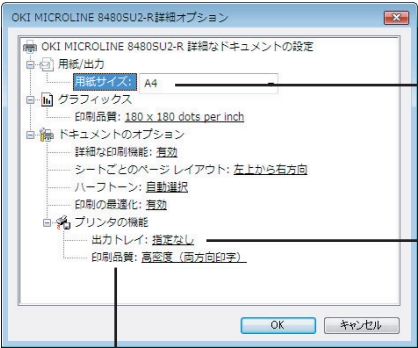 OKI MICROLINE 8480SU2-R詳細オプション
OKI MICROLINE 8480SU2-R 詳細なドキュメントの設定
用紙/出力
用紙サイズ: A4
グラフィックス
印刷品質: 180 x 180 dots per inch
ドキュメントのオプション
詳細な印刷機能: 有効
シートごとのページ レイアウト: 左上から右方向
ハーフトーン: 自動選択
印刷の最適化: 有効
プリンタの機能
出力トレイ: 指定なし
印刷品質: 高密度（両方向印字）
OK キャンセル